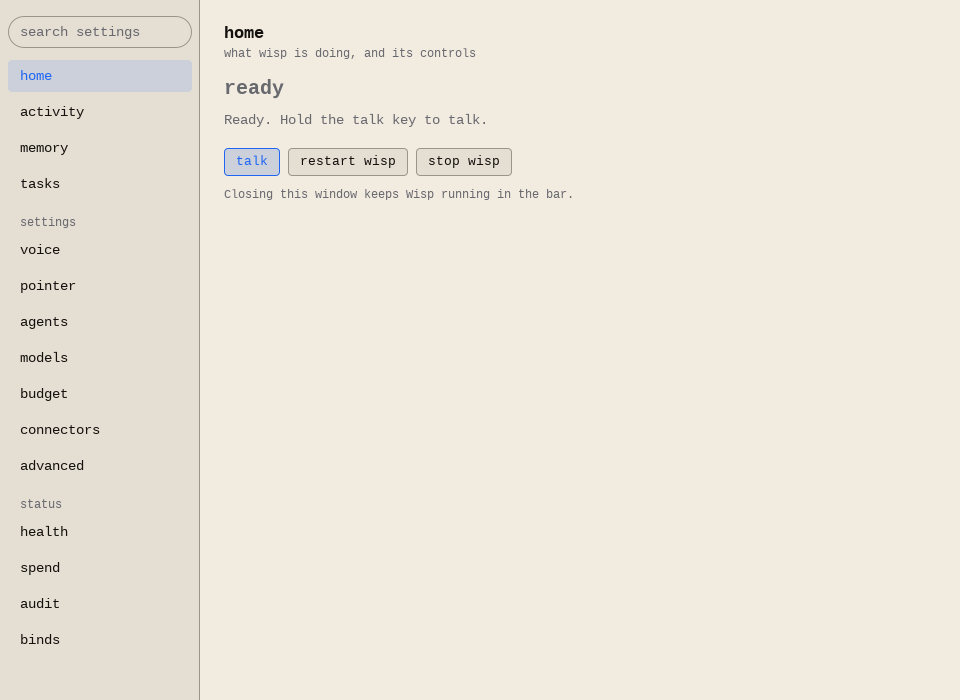 search settings
home
activity
memory
tasks
settings
voice
pointer
agents
models
budget
connectors
advanced
status
health
spend
audit
binds
home
what wisp is doing, and its controls
ready
Ready. Hold the talk key to talk.
talk restart wisp stop wisp
Closing this window keeps Wisp running in the bar.